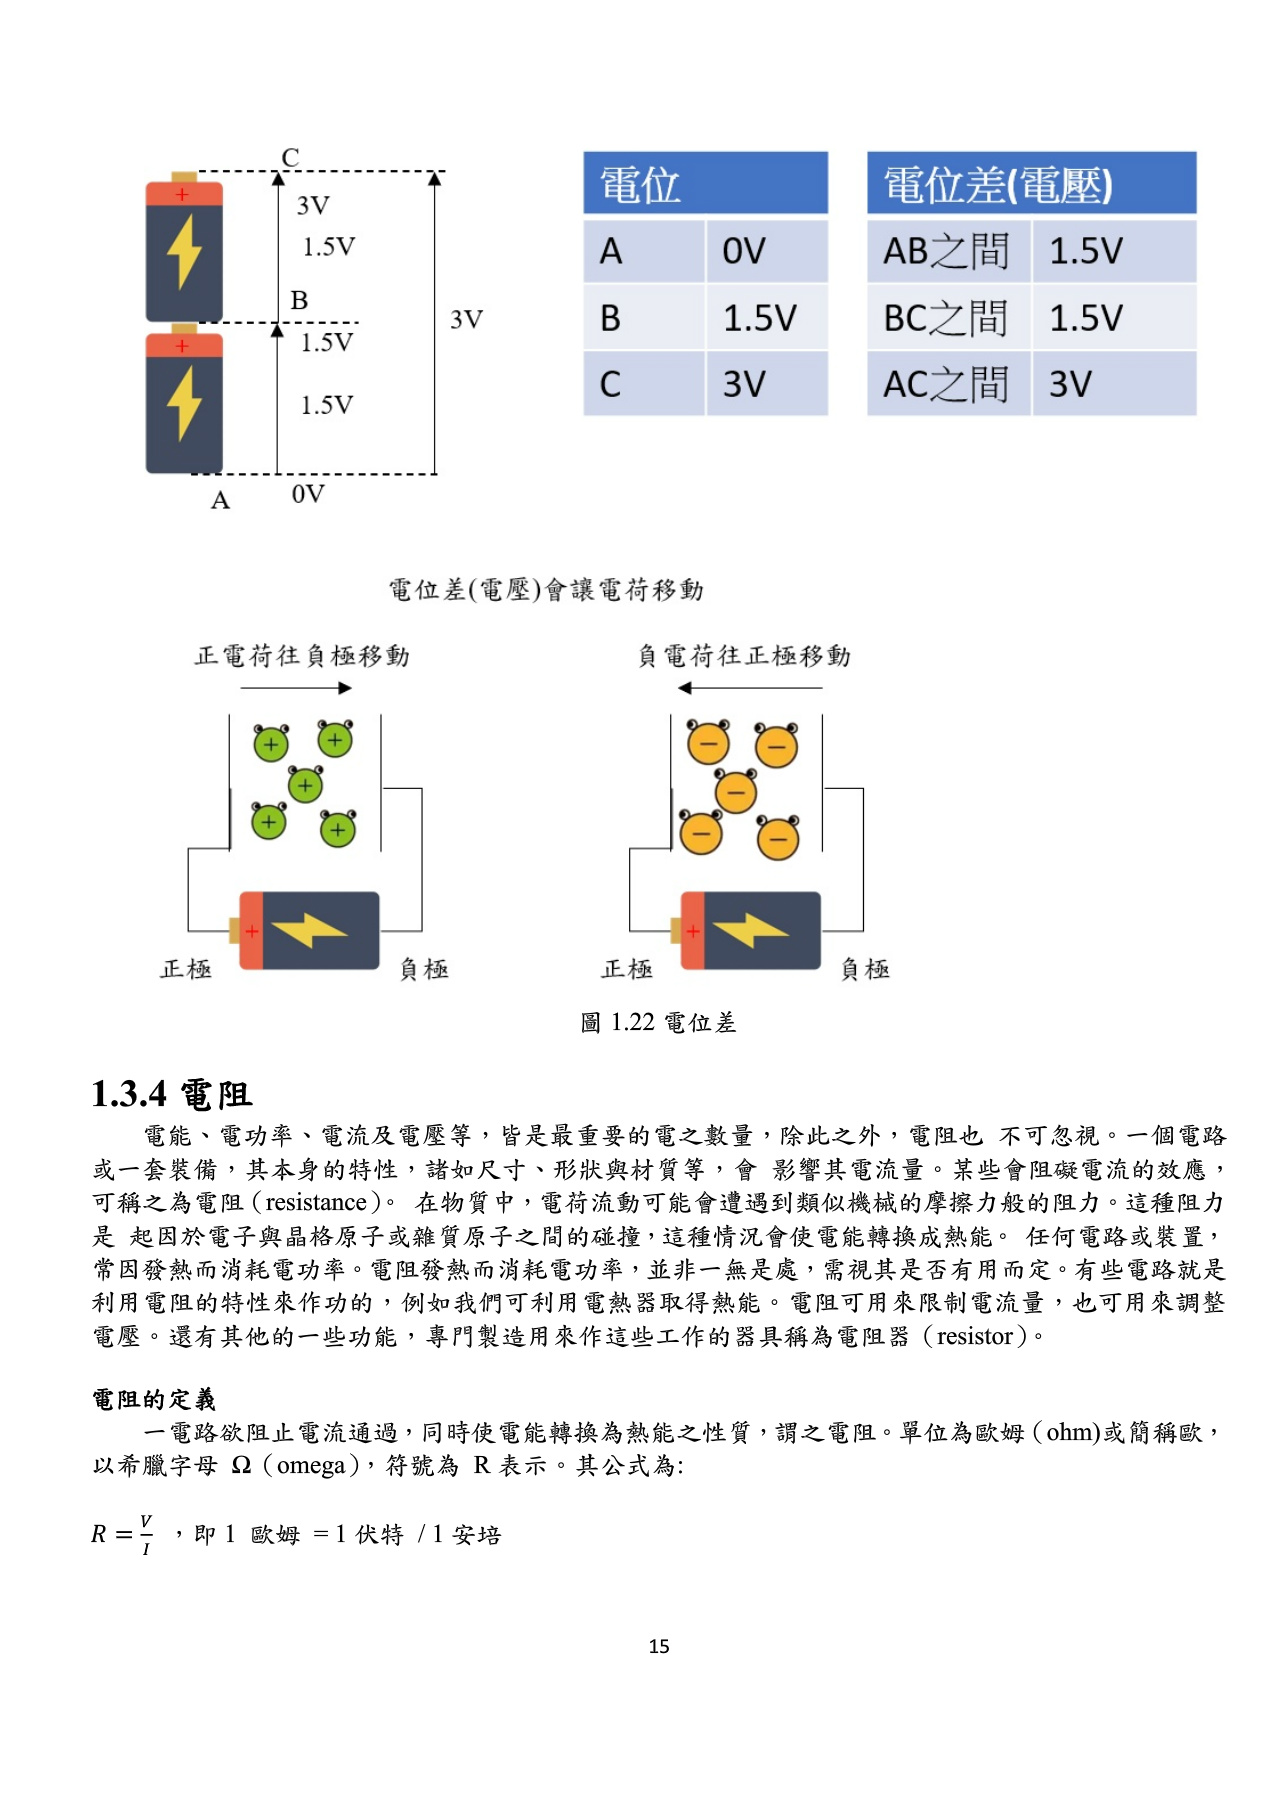 C
+
3V
1.5V
B
+
1.5V
1.5V
3V
A
0V
電位
A 0V
B 1.5V
C 3V
電位差(電壓)
AB之間 1.5V
BC之間 1.5V
AC之間 3V
電位差(電壓)會讓電荷移動
正電荷往負極移動
+ +
+
+ +
+
正極 負極
負電荷往正極移動
− −
−
− −
+
正極 負極
圖 1.22 電位差
1.3.4 電阻
電能、電功率、電流及電壓等，皆是最重要的電之數量，除此之外，電阻也 不可忽視。一個電路
或一套裝備，其本身的特性，諸如尺寸、形狀與材質等，會 影響其電流量。某些會阻礙電流的效應，
可稱之為電阻（resistance）。 在物質中，電荷流動可能會遭遇到類似機械的摩擦力般的阻力。這種阻力
是 起因於電子與晶格原子或雜質原子之間的碰撞，這種情況會使電能轉換成熱能。 任何電路或裝置，
常因發熱而消耗電功率。電阻發熱而消耗電功率，並非一無是處，需視其是否有用而定。有些電路就是
利用電阻的特性來作功的，例如我們可利用電熱器取得熱能。電阻可用來限制電流量，也可用來調整
電壓。還有其他的一些功能，專門製造用來作這些工作的器具稱為電阻器（resistor）。
電阻的定義
一電路欲阻止電流通過，同時使電能轉換為熱能之性質，謂之電阻。單位為歐姆（ohm)或簡稱歐，
以希臘字母 Ω（omega），符號為 R 表示。其公式為:
R = V/I ，即 1 歐姆 = 1 伏特 / 1 安培
15